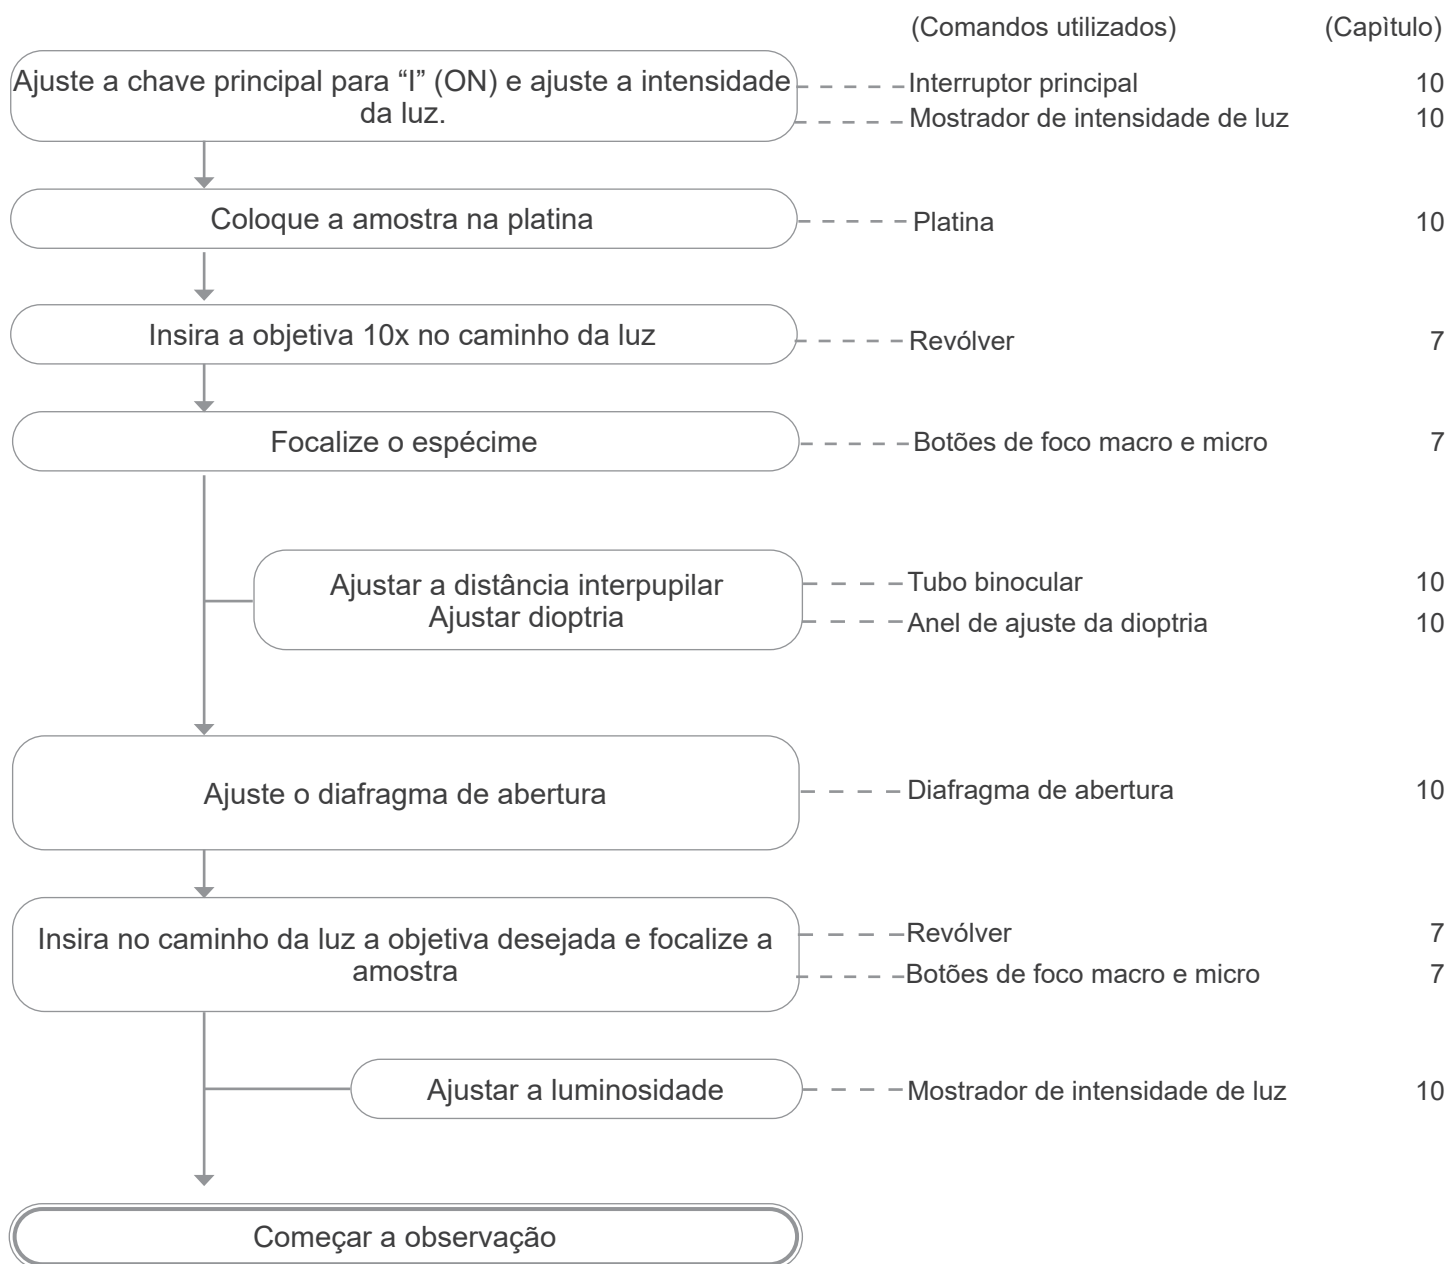 (Comandos utilizados) (Capìtulo)
Ajuste a chave principal para “I” (ON) e ajuste a intensidade
da luz.
Interruptor principal 10
Mostrador de intensidade de luz 10
Coloque a amostra na platina
Platina 10
Insira a objetiva 10x no caminho da luz
Revólver 7
Focalize o espécime
Botões de foco macro e micro 7
Ajustar a distância interpupilar
Ajustar dioptria
Tubo binocular 10
Anel de ajuste da dioptria 10
Ajuste o diafragma de abertura
Diafragma de abertura 10
Insira no caminho da luz a objetiva desejada e focalize a
amostra
Revólver 7
Botões de foco macro e micro 7
Ajustar a luminosidade
Mostrador de intensidade de luz 10
Começar a observação